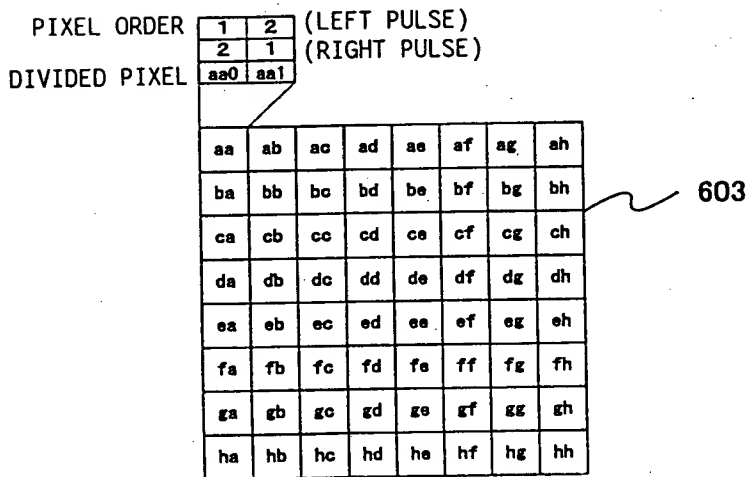 PIXEL ORDER 1 2 (LEFT PULSE)
2 1 (RIGHT PULSE)
DIVIDED PIXEL aa0 aa1
aa ab ac ad ae af ag ah
ba bb bc bd be bf bg bh
603
ca cb cc cd ce cf cg ch
da db dc dd de df dg dh
ea eb ec ed ee ef eg eh
fa fb fc fd fe ff fg fh
ga gb gc gd ge gf gg gh
ha hb hc hd he hf hg hh